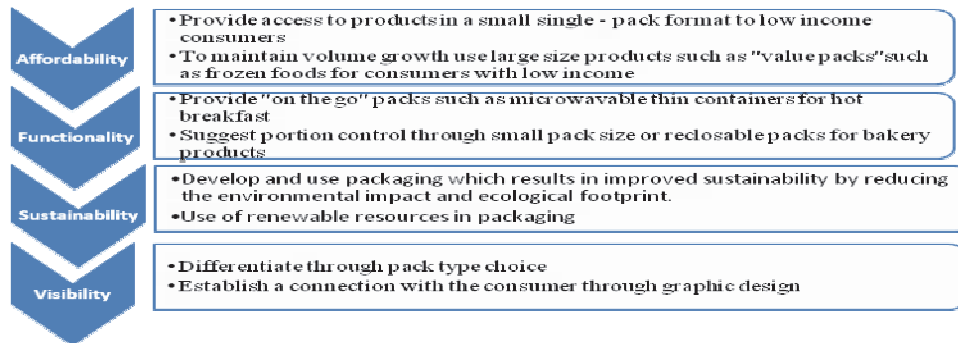 Affordability
•Provide access to products in a small single - pack format to low income
consumers
•To maintain volume growth use large size products such as "value packs"such
as frozen foods for consumers with low income
Functionality
•Provide "on the go" packs such as microwavable thin containers for hot
breakfast
•Suggest portion control through small pack size or reclosable packs for bakery
products
Sustainability
•Develop and use packaging which results in improved sustainability by reducing
the environmental impact and ecological footprint.
•Use of renewable resources in packaging
Visibility
•Differentiate through pack type choice
•Establish a connection with the consumer through graphic design